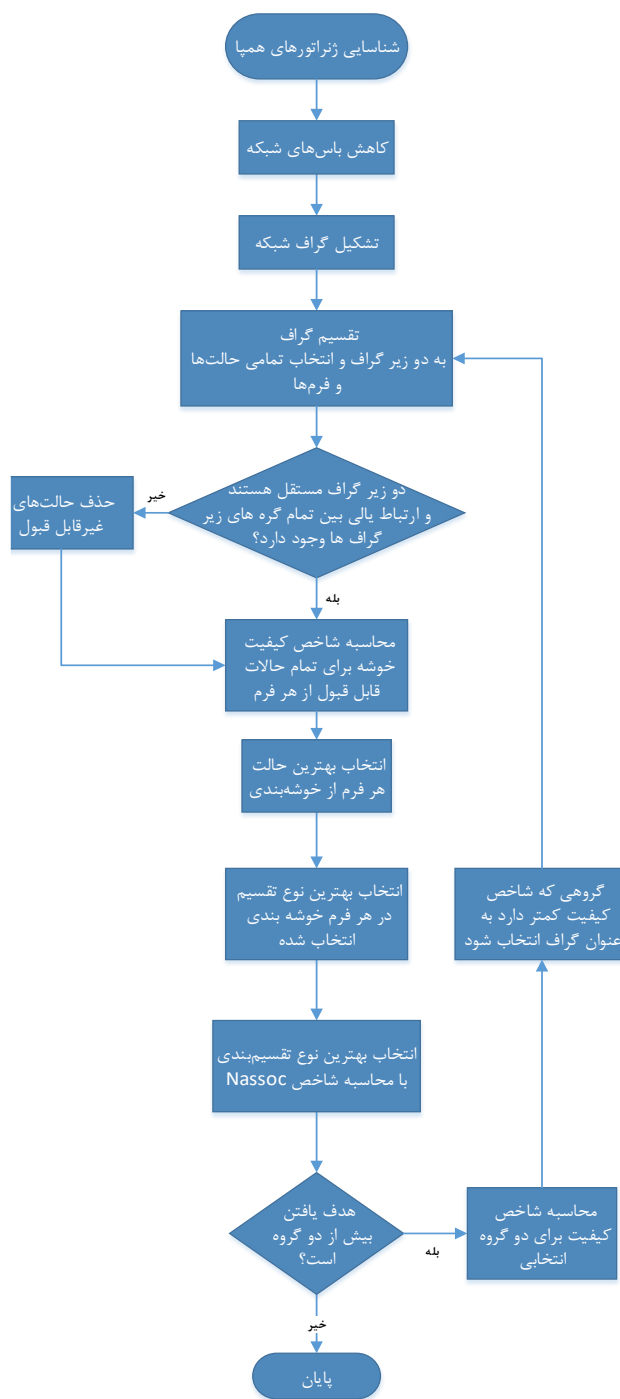 شناسایی ژنراتورهای همپا
کاهش باس‌های شبکه
تشکیل گراف شبکه
تقسیم گراف
به دو زیر گراف و انتخاب تمامی حالت‌ها
و فرم‌ها
دو زیر گراف مستقل هستند
و ارتباط یالی بین تمام گره های زیر
گراف ها وجود دارد؟
خیر
حذف حالت‌های
غیرقابل قبول
بله
محاسبه شاخص کیفیت
خوشه برای تمام حالات
قابل قبول از هر فرم
انتخاب بهترین حالت
هر فرم از خوشه‌بندی
انتخاب بهترین نوع تقسیم
در هر فرم خوشه بندی
انتخاب شده
گروهی که شاخص
کیفیت کمتر دارد به
عنوان گراف انتخاب شود
انتخاب بهترین نوع تقسیم‌بندی
با محاسبه شاخص Nassoc
هدف یافتن
بیش از دو گروه
است؟
بله
محاسبه شاخص
کیفیت برای دو گروه
انتخابی
خیر
پایان